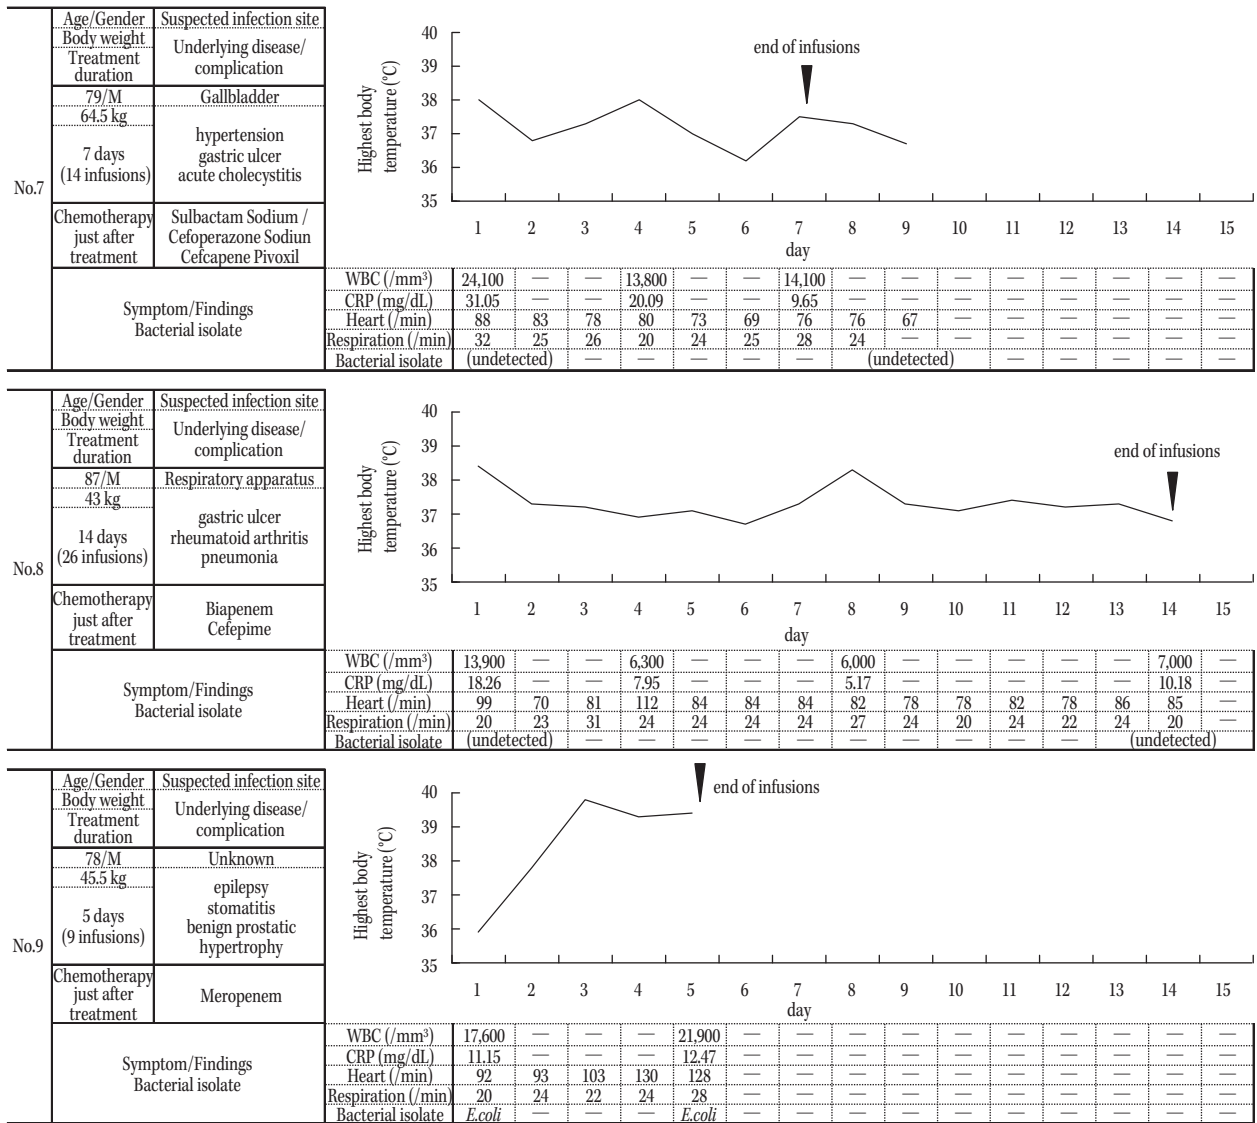 No.7
Age/Gender Suspected infection site
Body weight
Treatment duration
Underlying disease/
complication
79/M Gallbladder
64.5 kg
7 days
(14 infusions)
hypertension
gastric ulcer
acute cholecystitis
Chemotherapy
just after
treatment
Sulbactam Sodium /
Cefoperazone Sodiun
Cefcapene Pivoxil
Highest body
temperature (°C)
40
39
38
37
36
35
end of infusions
1 2 3 4 5 6 7 8 9 10 11 12 13 14 15
day
Symptom/Findings
Bacterial isolate
WBC (/mm³) 24,100 — — 13,800 — — 14,100 — — — — — — — —
CRP (mg/dL) 31.05 — — 20.09 — — 9.65 — — — — — — — —
Heart (/min) 88 83 78 80 73 69 76 76 67 — — — — — —
Respiration (/min) 32 25 26 20 24 25 28 24 — — — — — — —
Bacterial isolate (undetected) — — — — — (undetected) — — — — —
No.8
Age/Gender Suspected infection site
Body weight
Treatment
duration
Underlying disease/
complication
87/M Respiratory apparatus
43 kg
14 days
(26 infusions)
gastric ulcer
rheumatoid arthritis
pneumonia
Chemotherapy
just after
treatment
Biapenem
Cefepime
Highest body
temperature (°C)
40
39
38
37
36
35
end of infusions
1 2 3 4 5 6 7 8 9 10 11 12 13 14 15
day
Symptom/Findings
Bacterial isolate
WBC (/mm³) 13,900 — — 6,300 — — — 6,000 — — — — — 7,000 —
CRP (mg/dL) 18.26 — — 7.95 — — — 5.17 — — — — — 10.18 —
Heart (/min) 99 70 81 112 84 84 84 82 78 78 82 78 86 85 —
Respiration (/min) 20 23 31 24 24 24 24 27 24 20 24 22 24 20 —
Bacterial isolate (undetected) — — — — — — — — — — (undetected)
No.9
Age/Gender Suspected infection site
Body weight
Treatment
duration
Underlying disease/
complication
78/M Unknown
45.5 kg
5 days
(9 infusions)
epilepsy
stomatitis
benign prostatic
hypertrophy
Chemotherapy
just after
treatment
Meropenem
Highest body
temperature (°C)
40
39
38
37
36
35
end of infusions
1 2 3 4 5 6 7 8 9 10 11 12 13 14 15
day
Symptom/Findings
Bacterial isolate
WBC (/mm³) 17,600 — — — 21,900 — — — — — — — — — —
CRP (mg/dL) 11.15 — — — 12.47 — — — — — — — — — —
Heart (/min) 92 93 103 130 128 — — — — — — — — — —
Respiration (/min) 20 24 22 24 28 — — — — — — — — — —
Bacterial isolate E.coli — — — E.coli — — — — — — — — — —